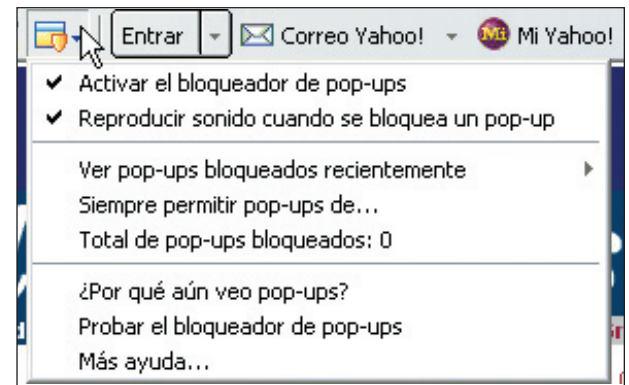 Entrar Correo Yahoo! Mi Mi Yahoo!
Activar el bloqueador de pop-ups
Reproducir sonido cuando se bloquea un pop-up
Ver pop-ups bloqueados recientemente
Siempre permitir pop-ups de...
Total de pop-ups bloqueados: 0
¿Por qué aún veo pop-ups?
Probar el bloqueador de pop-ups
Más ayuda...